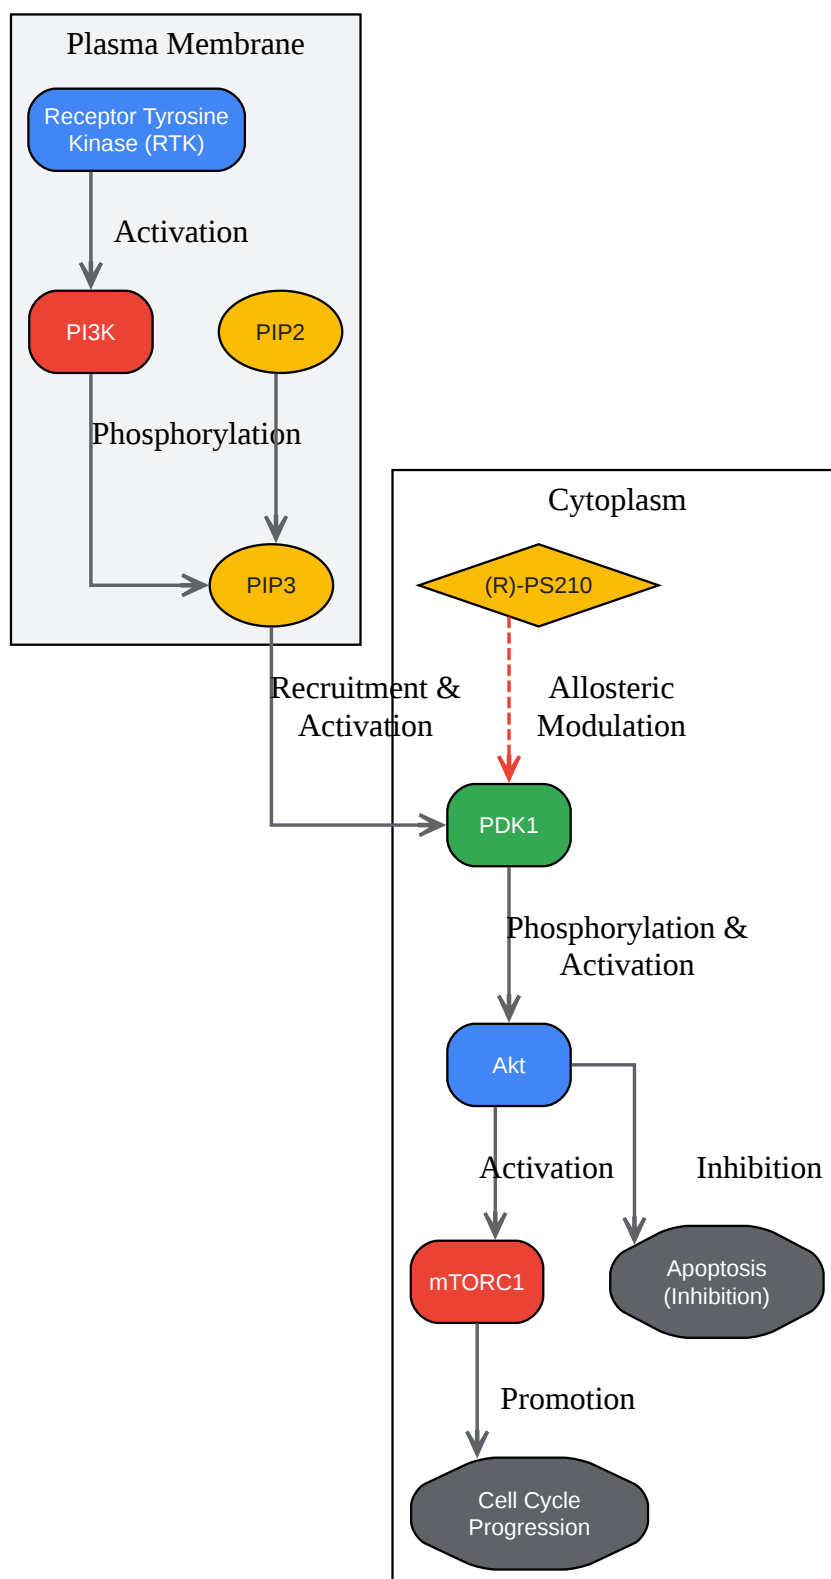 Plasma Membrane
Receptor Tyrosine
Kinase (RTK)
Activation
PI3K
PIP2
Phosphorylation
PIP3
Cytoplasm
(R)-PS210
Recruitment &
Activation
Allosteric
Modulation
PDK1
Phosphorylation &
Activation
Akt
Activation
Inhibition
mTORC1
Apoptosis
(Inhibition)
Promotion
Cell Cycle
Progression